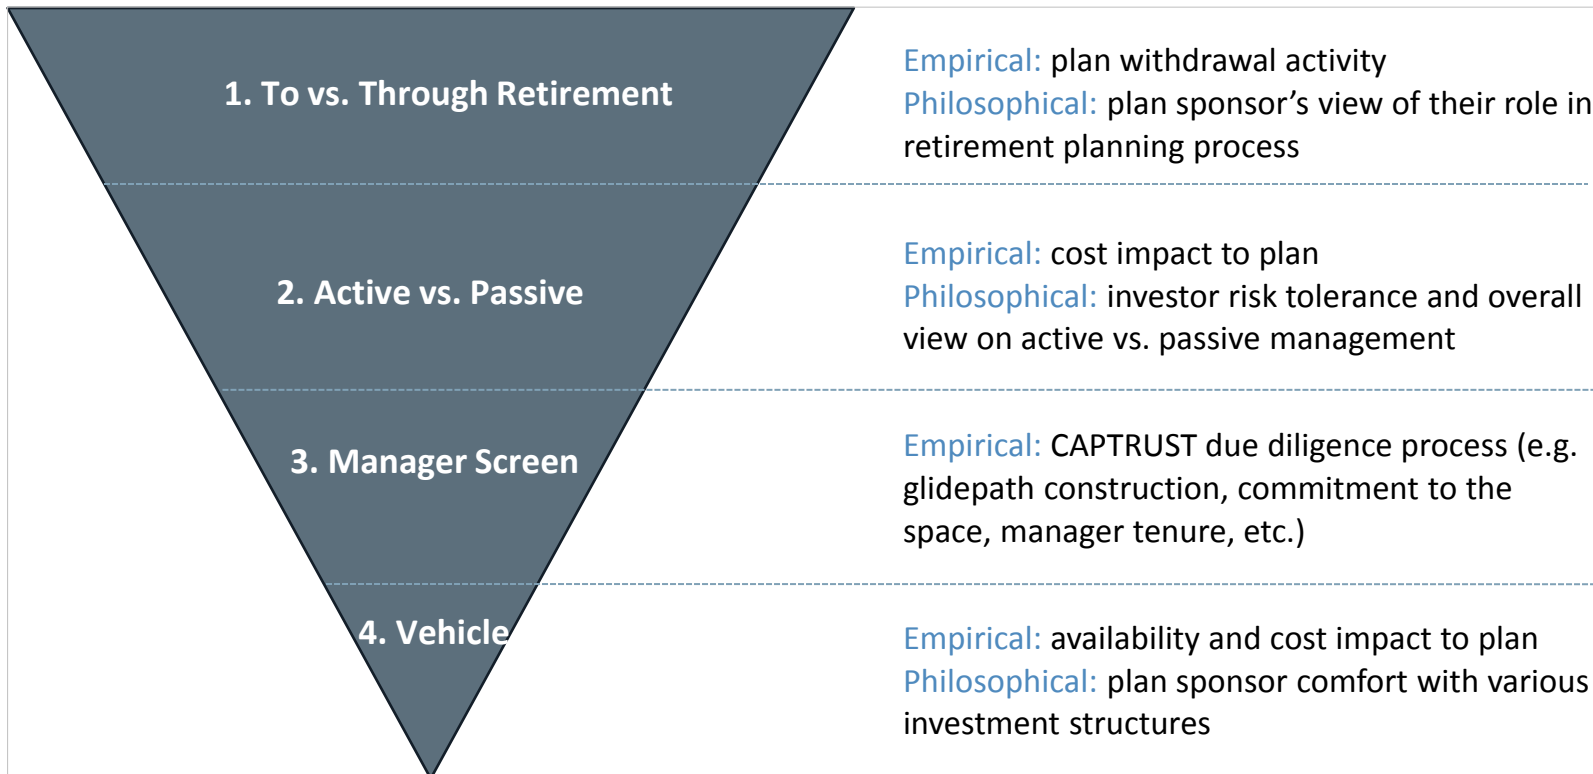 1. To vs. Through Retirement
Empirical: plan withdrawal activity
Philosophical: plan sponsor’s view of their role in
retirement planning process
2. Active vs. Passive
Empirical: cost impact to plan
Philosophical: investor risk tolerance and overall
view on active vs. passive management
3. Manager Screen
Empirical: CAPTRUST due diligence process (e.g.
glidepath construction, commitment to the
space, manager tenure, etc.)
4. Vehicle
Empirical: availability and cost impact to plan
Philosophical: plan sponsor comfort with various
investment structures